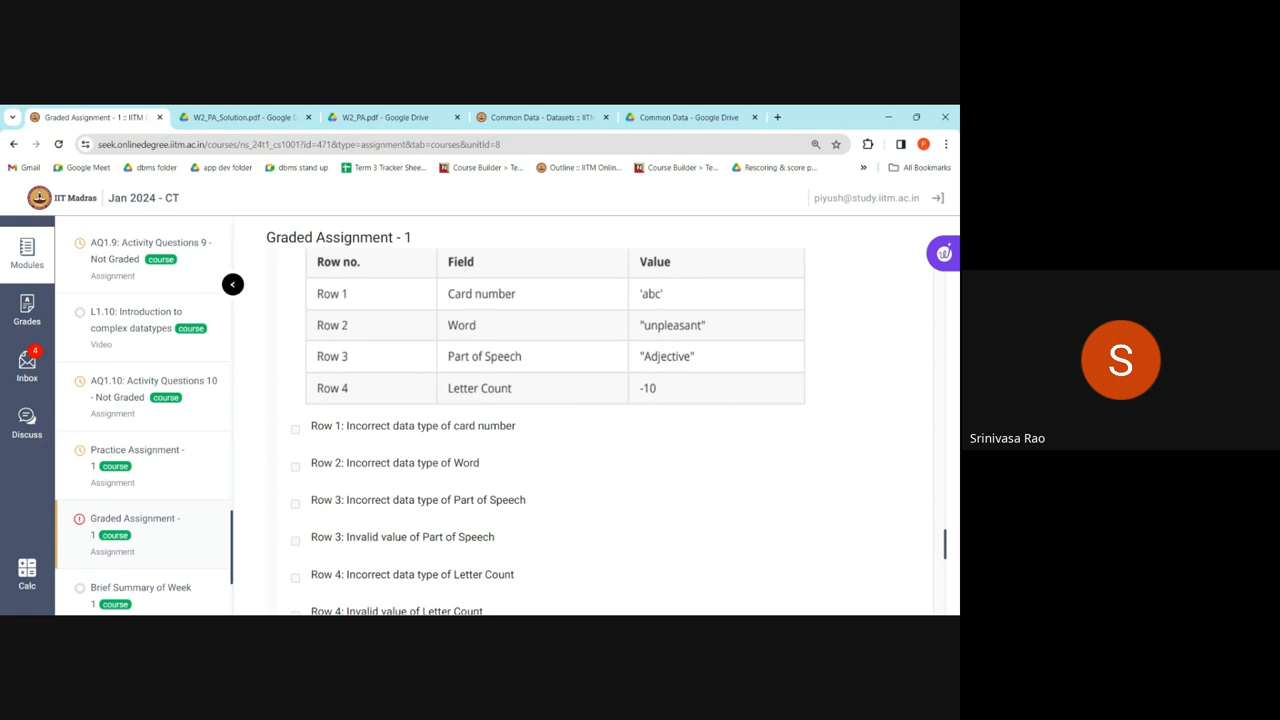 Graded Assignment - 1 :: IITM
W2_PA_Solution.pdf - Google D
W2_PA.pdf - Google Drive
Common Data - Datasets :: IITM
Common Data - Google Drive
seek.onlinedegree.iitm.ac.in/courses/ns_24t1_cs1001?id=471&type=assignment&tab=courses&unitId=8
P
Gmail
Google Meet
dbms folder
app dev folder
dbms stand up
Term 3 Tracker Shee...
Course Builder > Te...
Outline :: IITM Onlin...
Course Builder > Te...
Rescoring & score p...
»
All Bookmarks
IIT Madras
Jan 2024 - CT
piyush@study.iitm.ac.in
Modules
Grades
4
Inbox
Discuss
Calc
AQ1.9: Activity Questions 9 -
Not Graded course
Assignment
L1.10: Introduction to
complex datatypes course
Video
AQ1.10: Activity Questions 10
- Not Graded course
Assignment
Practice Assignment -
1 course
Assignment
Graded Assignment -
1 course
Assignment
Brief Summary of Week
1 course
Graded Assignment - 1
Row no. Field Value
Row 1 Card number 'abc'
Row 2 Word "unpleasant"
Row 3 Part of Speech "Adjective"
Row 4 Letter Count -10
Row 1: Incorrect data type of card number
Row 2: Incorrect data type of Word
Row 3: Incorrect data type of Part of Speech
Row 3: Invalid value of Part of Speech
Row 4: Incorrect data type of Letter Count
Row 4: Invalid value of Letter Count
S
Srinivasa Rao